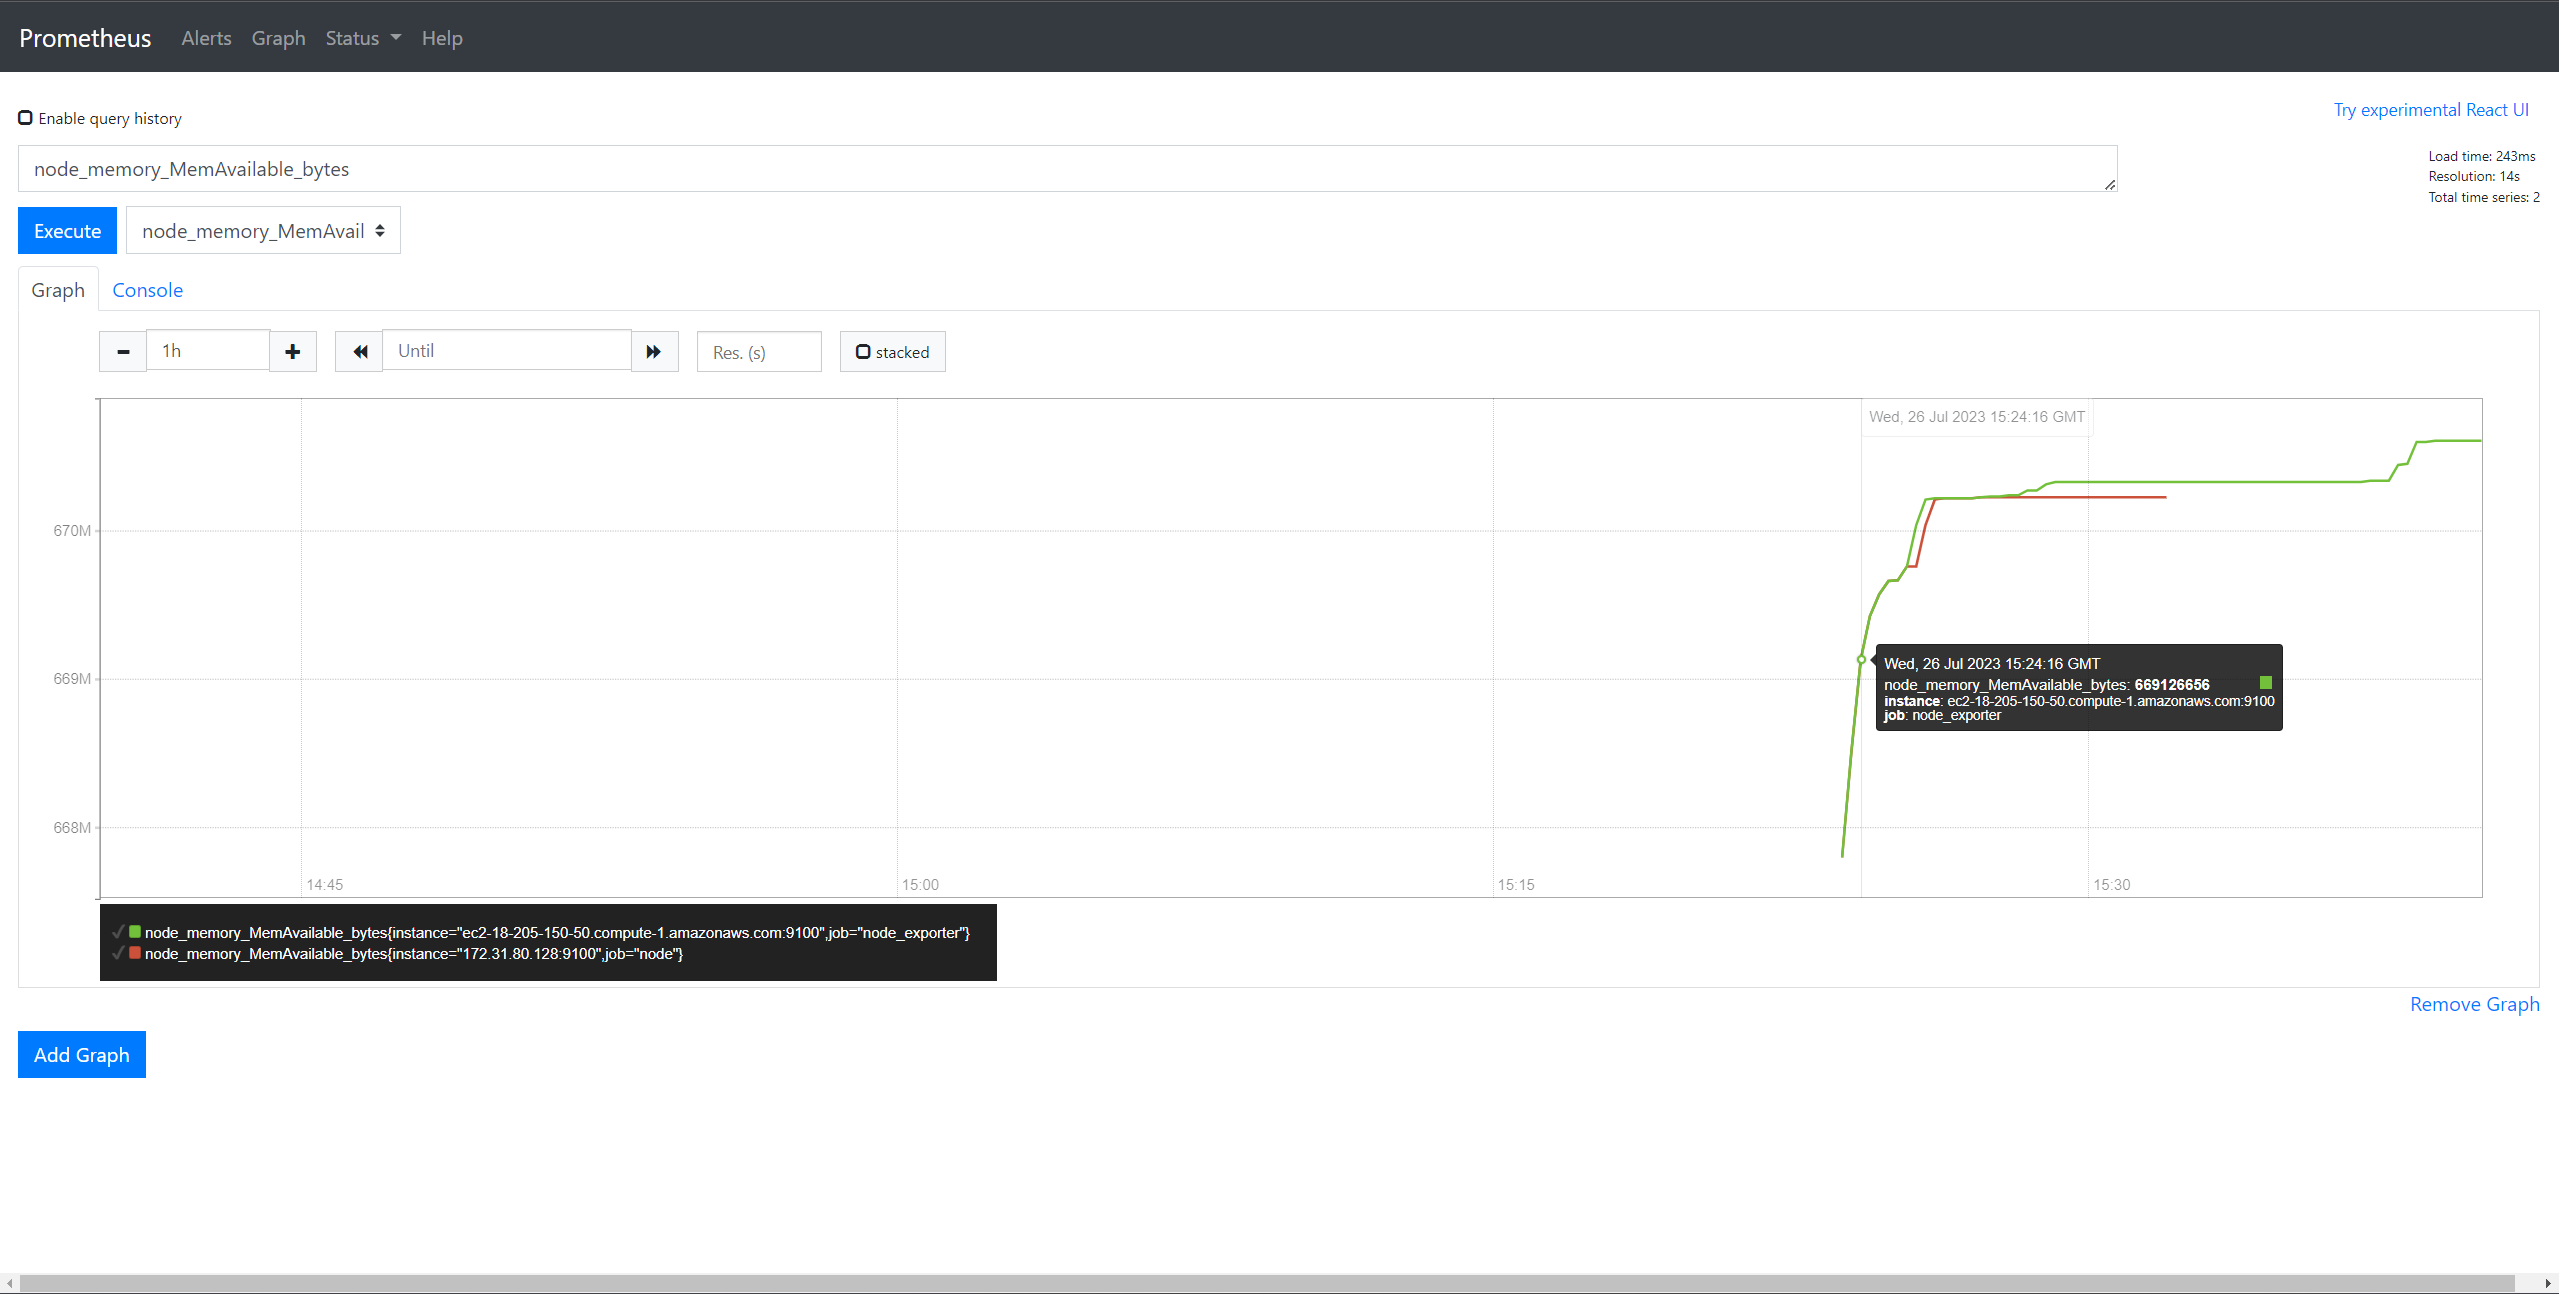 Prometheus Alerts Graph Status Help
Enable query history
Try experimental React UI
node_memory_MemAvailable_bytes
Load time: 243ms
Resolution: 14s
Total time series: 2
Execute node_memory_MemAvail
Graph Console
1h Until Res. (s) stacked
Wed, 26 Jul 2023 15:24:16 GMT
670M
669M
668M
Wed, 26 Jul 2023 15:24:16 GMT
node_memory_MemAvailable_bytes: 669126656
instance: ec2-18-205-150-50.compute-1.amazonaws.com:9100
job: node_exporter
14:45 15:00 15:15 15:30
node_memory_MemAvailable_bytes{instance="ec2-18-205-150-50.compute-1.amazonaws.com:9100",job="node_exporter"}
node_memory_MemAvailable_bytes{instance="172.31.80.128:9100",job="node"}
Remove Graph
Add Graph